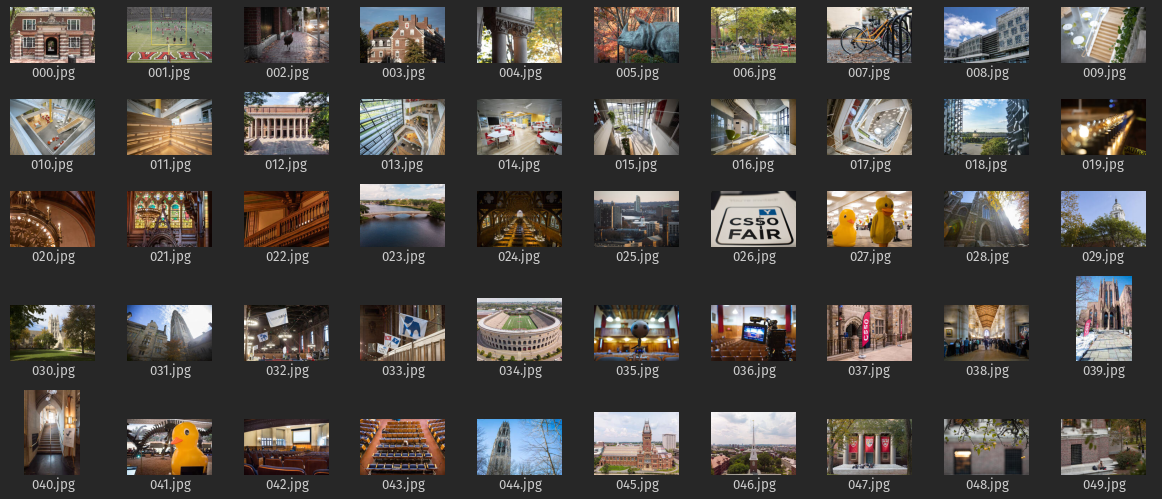 000.jpg 001.jpg 002.jpg 003.jpg 004.jpg 005.jpg 006.jpg 007.jpg 008.jpg 009.jpg
010.jpg 011.jpg 012.jpg 013.jpg 014.jpg 015.jpg 016.jpg 017.jpg 018.jpg 019.jpg
CS50
FAIR
020.jpg 021.jpg 022.jpg 023.jpg 024.jpg 025.jpg 026.jpg 027.jpg 028.jpg 029.jpg
CS50
030.jpg 031.jpg 032.jpg 033.jpg 034.jpg 035.jpg 036.jpg 037.jpg 038.jpg 039.jpg
040.jpg 041.jpg 042.jpg 043.jpg 044.jpg 045.jpg 046.jpg 047.jpg 048.jpg 049.jpg